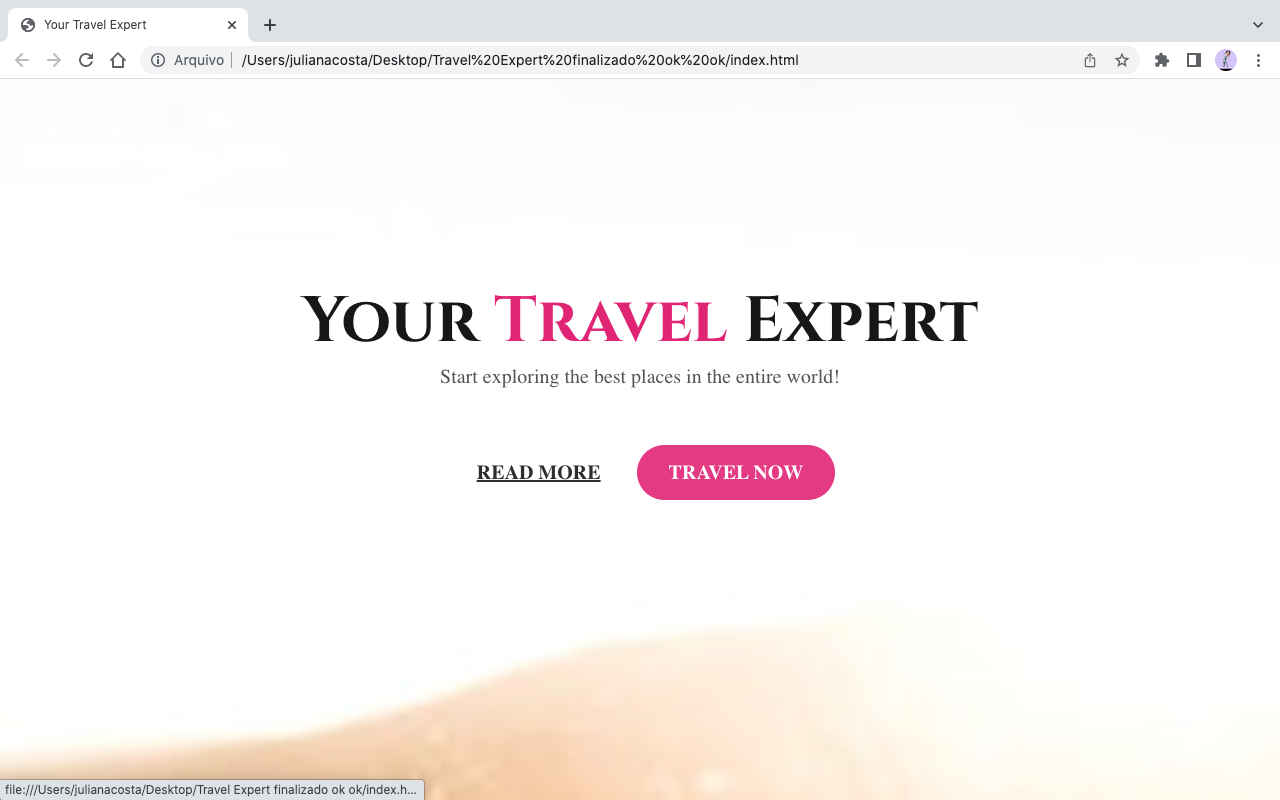 Your Travel Expert
Arquivo
/Users/julianacosta/Desktop/Travel%20Expert%20finalizado%20ok%20ok/index.html
Your Travel Expert
Start exploring the best places in the entire world!
READ MORE
TRAVEL NOW
file:///Users/julianacosta/Desktop/Travel Expert finalizado ok ok/index.h...